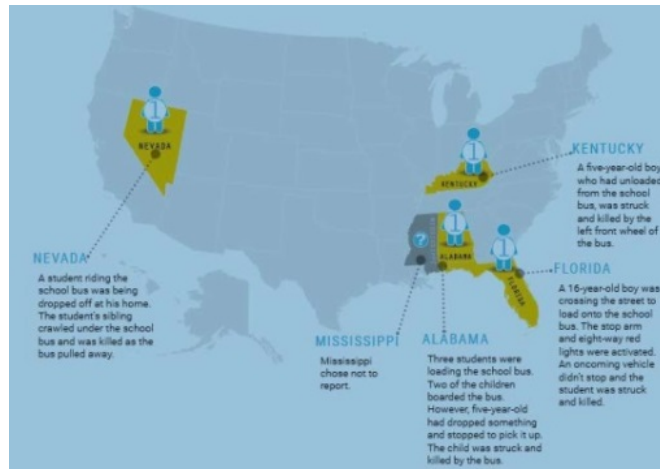 1
NEVADA
1
KENTUCKY
KENTUCKY
A five-year-old boy
who had unloaded
from the school
bus, was struck
and killed by the
left front wheel of
the bus.
?
1
ALABAMA
1
FLORIDA
NEVADA
A student riding the
school bus was being
dropped off at his home.
The student's sibling
crawled under the school
bus and was killed as the
bus pulled away.
FLORIDA
A 16-year-old boy was
crossing the street to
load onto the school
bus. The stop arm
and eight-way red
lights were activated.
An oncoming vehicle
didn't stop and the
student was struck
and killed.
MISSISSIPPI
Mississippi
chose not to
report.
ALABAMA
Three students were
loading the school bus.
Two of the children
boarded the bus.
However, five-year-old
had dropped something
and stopped to pick it up.
The child was struck and
killed by the bus.